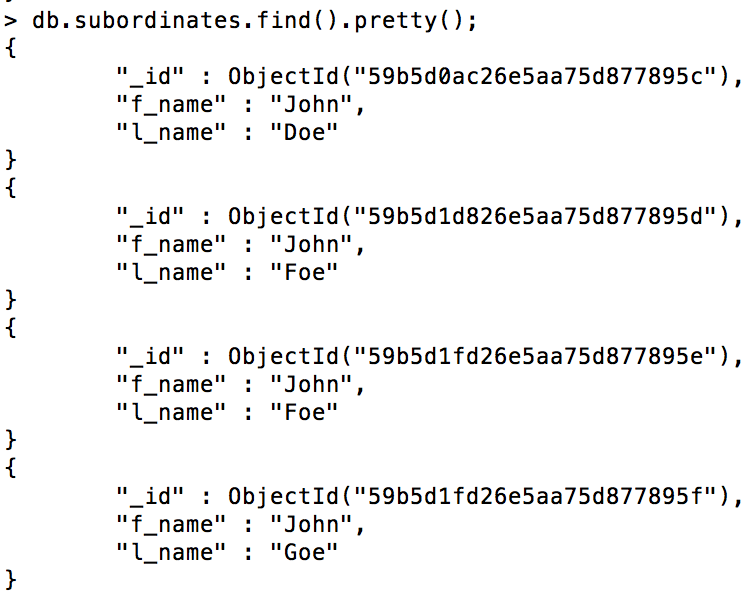 > db.subordinates.find().pretty();
{
        "_id" : ObjectId("59b5d0ac26e5aa75d877895c"),
        "f_name" : "John",
        "l_name" : "Doe"
}
{
        "_id" : ObjectId("59b5d1d826e5aa75d877895d"),
        "f_name" : "John",
        "l_name" : "Foe"
}
{
        "_id" : ObjectId("59b5d1fd26e5aa75d877895e"),
        "f_name" : "John",
        "l_name" : "Foe"
}
{
        "_id" : ObjectId("59b5d1fd26e5aa75d877895f"),
        "f_name" : "John",
        "l_name" : "Goe"
}